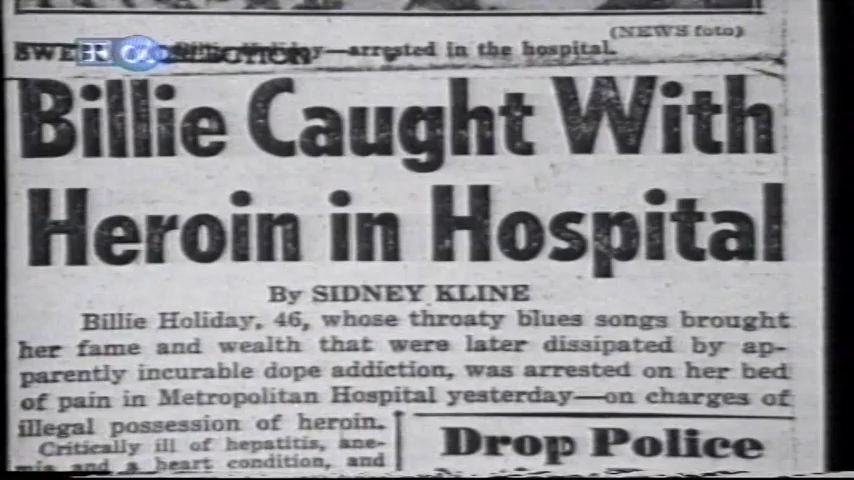 (NEWS foto)
—arrested in the hospital.
Billie Caught With
Heroin in Hospital
By SIDNEY KLINE
Billie Holiday, 46, whose throaty blues songs brought
her fame and wealth that were later dissipated by ap-
parently incurable dope addiction, was arrested on her bed
of pain in Metropolitan Hospital yesterday—on charges of
illegal possession of heroin.
Critically ill of hepatitis, ane-
mia and a heart condition, and
Drop Police